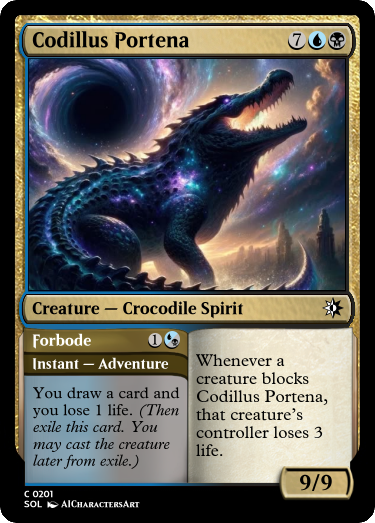 Codillus Portena 7
Creature — Crocodile Spirit
Forbode 1
Instant — Adventure
You draw a card and
you lose 1 life. (Then
exile this card. You
may cast the creature
later from exile.)
Whenever a
creature blocks
Codillus Portena,
that creature's
controller loses 3
life.
9/9
C 0201
SOL AICharactersArt